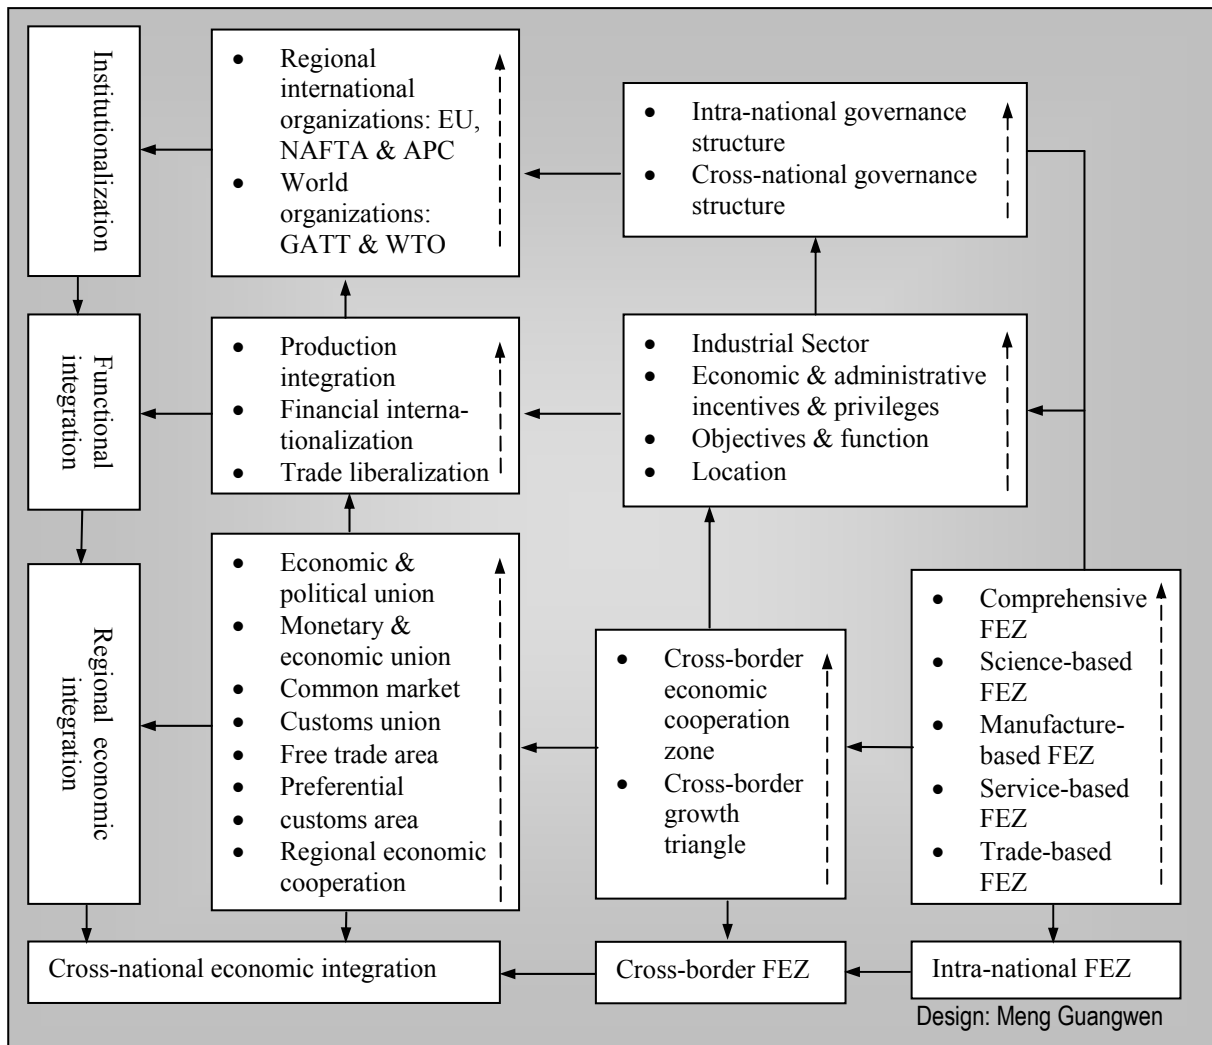 Institutionalization
• Regional
international
organizations: EU,
NAFTA & APC
• World
organizations:
GATT & WTO
• Intra-national governance
structure
• Cross-national governance
structure
Functional
integration
• Production
integration
• Financial interna-
tionalization
• Trade liberalization
• Industrial Sector
• Economic & administrative
incentives & privileges
• Objectives & function
• Location
Regional economic
integration
• Economic &
political union
• Monetary &
economic union
• Common market
• Customs union
• Free trade area
• Preferential
• customs area
• Regional economic
cooperation
• Cross-border
economic
cooperation
zone
• Cross-border
growth
triangle
• Comprehensive
FEZ
• Science-based
FEZ
• Manufacture-
based FEZ
• Service-based
FEZ
• Trade-based
FEZ
Cross-national economic integration
Cross-border FEZ
Intra-national FEZ
Design: Meng Guangwen